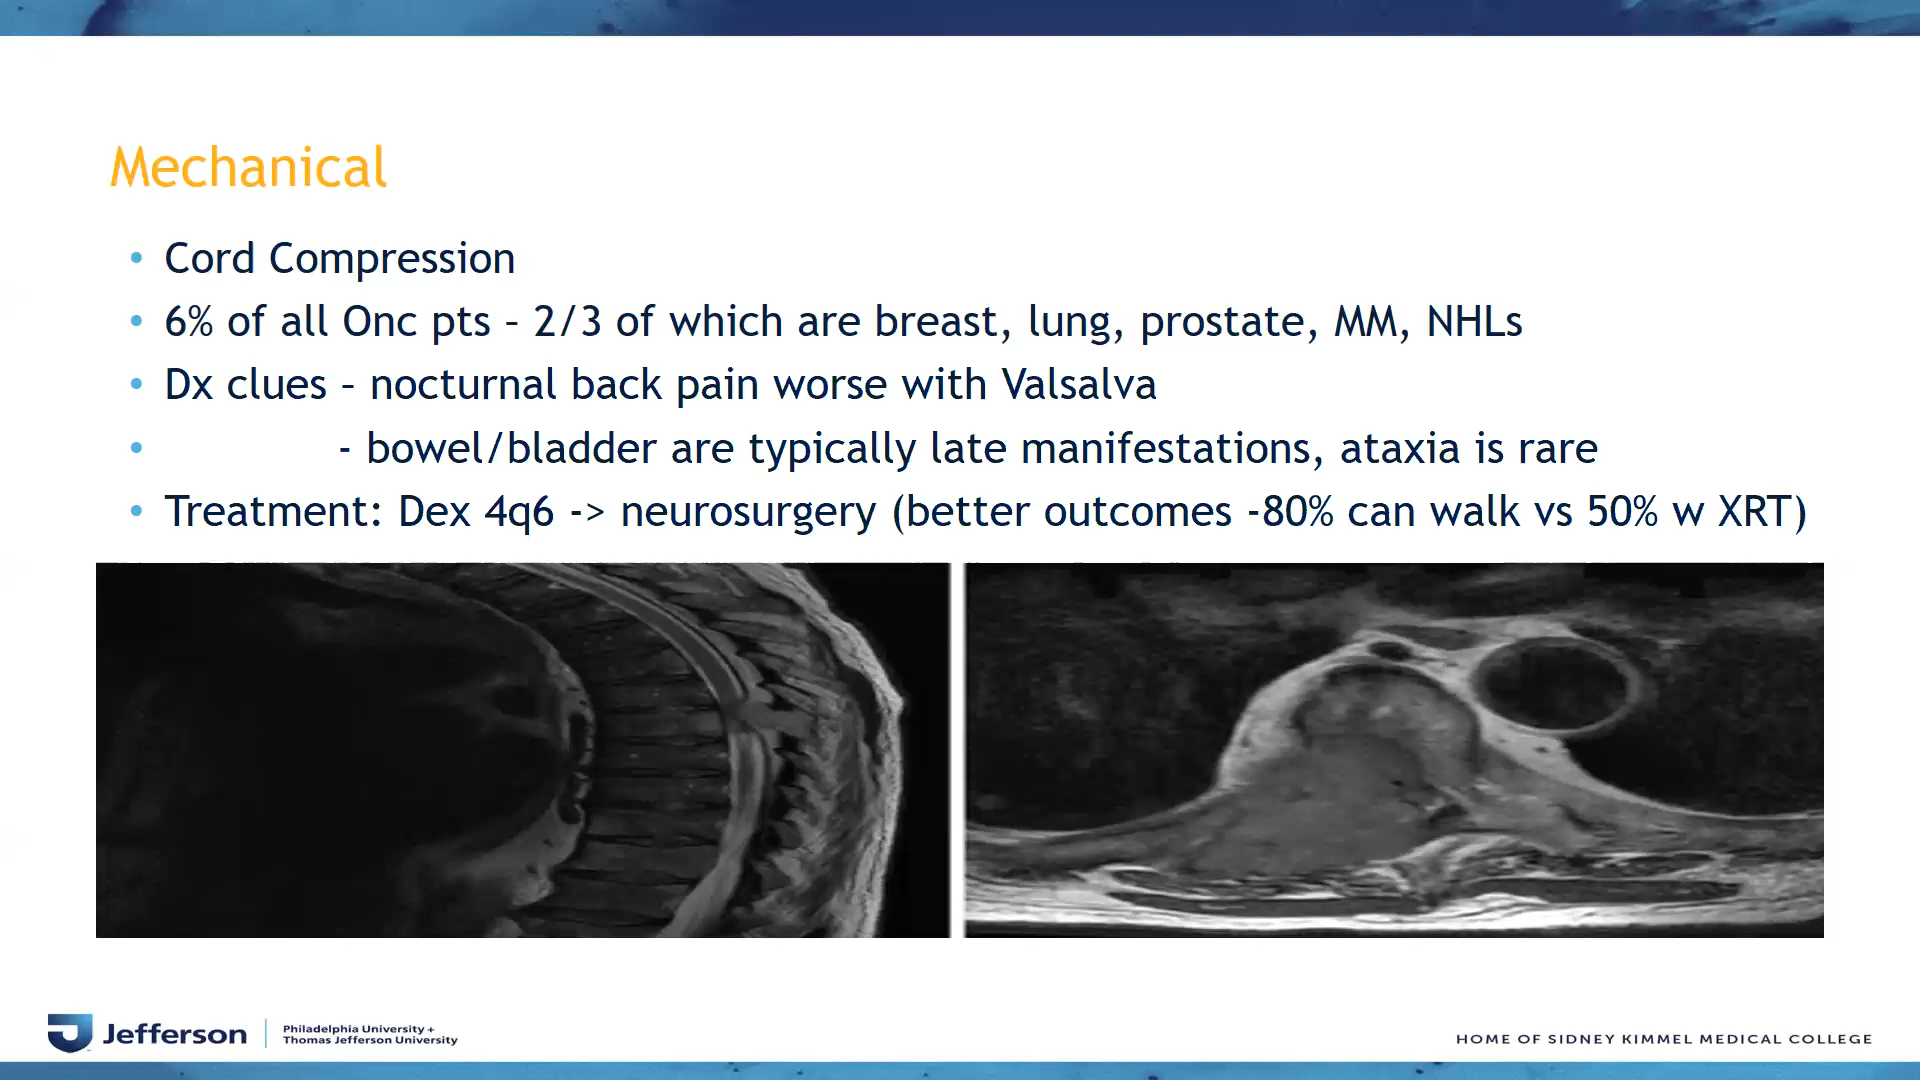 Mechanical
• Cord Compression
• 6% of all Onc pts – 2/3 of which are breast, lung, prostate, MM, NHLs
• Dx clues – nocturnal back pain worse with Valsalva
• - bowel/bladder are typically late manifestations, ataxia is rare
• Treatment: Dex 4q6 -> neurosurgery (better outcomes -80% can walk vs 50% w XRT)
Jefferson
Philadelphia University +
Thomas Jefferson University
HOME OF SIDNEY KIMMEL MEDICAL COLLEGE